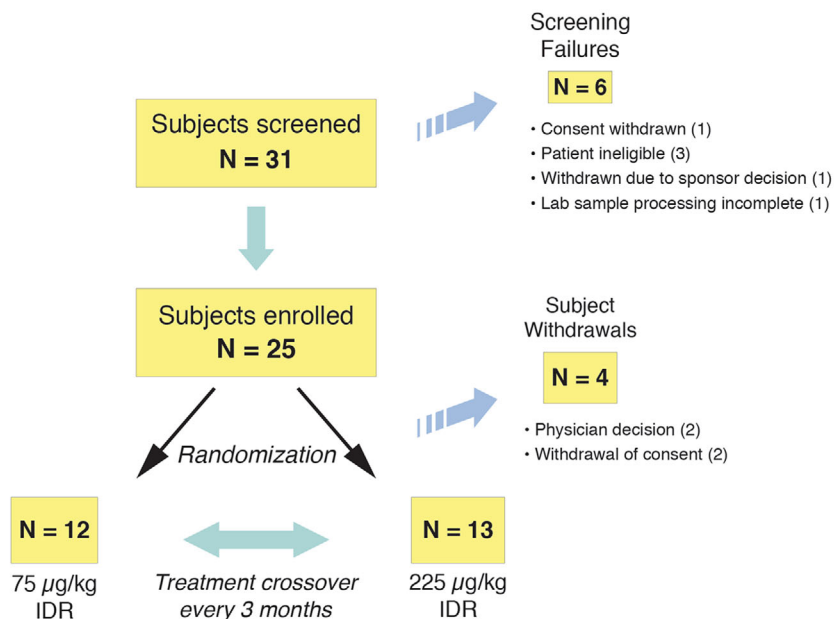 Screening
Failures
N = 6
• Consent withdrawn (1)
• Patient ineligible (3)
• Withdrawn due to sponsor decision (1)
• Lab sample processing incomplete (1)
Subjects screened
N = 31
Subjects enrolled
N = 25
Subject
Withdrawals
N = 4
• Physician decision (2)
• Withdrawal of consent (2)
Randomization
N = 12
75 µg/kg
IDR
Treatment crossover
every 3 months
N = 13
225 µg/kg
IDR